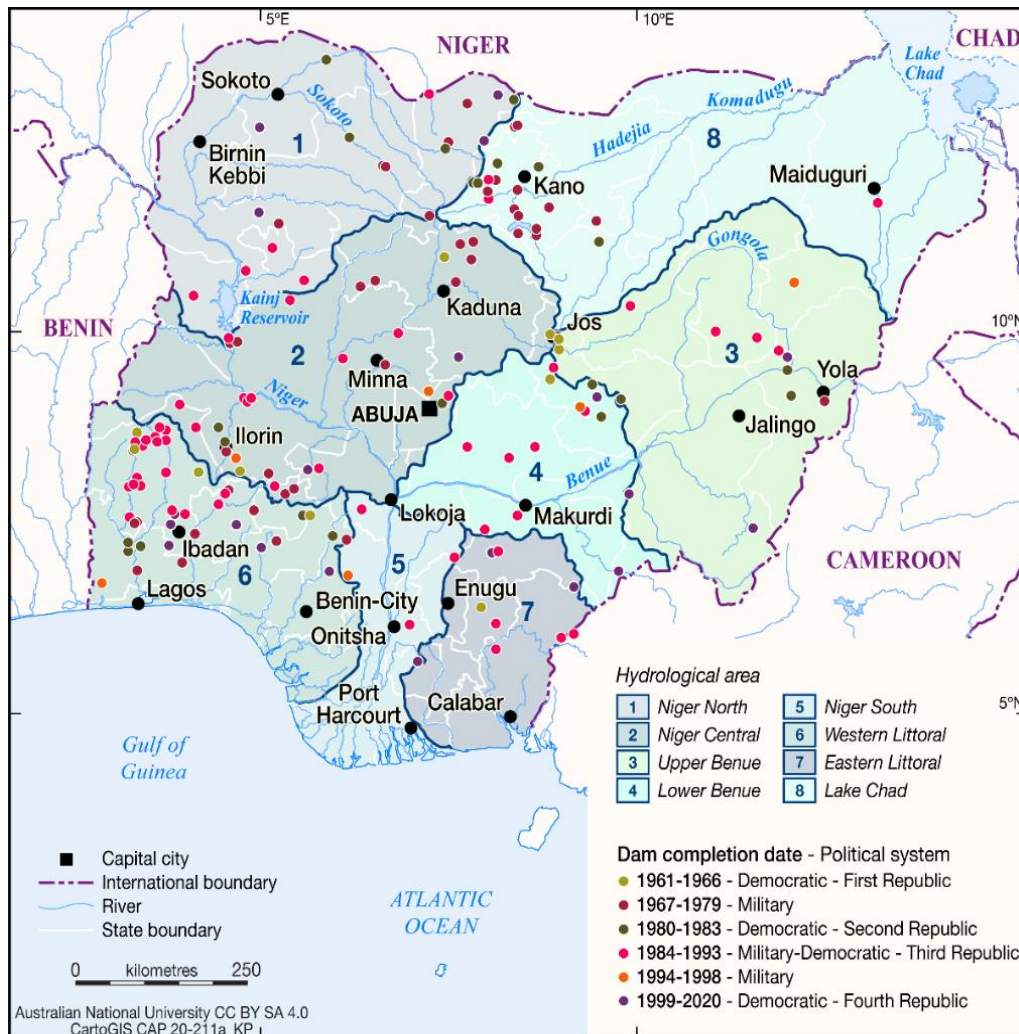 5ºE
10ºE
NIGER
CHAD
Lake
Chad
Sokoto
Sokoto
Komadugu
1
8
Hadejia
Birnin
Kebbi
Kano
Maiduguri
Gongola
Kainj
Reservoir
Kaduna
BENIN
Jos
10ºN
2
3
Minna
Yola
Niger
ABUJA
Jalingo
Ilorin
4
Benue
Lokoja
Makurdi
Ibadan
5
CAMEROON
6
Enugu
Lagos
Benin-City
7
Onitsha
Port
Harcourt
Calabar
5ºN
Gulf of
Guinea
ATLANTIC
OCEAN
Hydrological area
1 Niger North
2 Niger Central
3 Upper Benue
4 Lower Benue
5 Niger South
6 Western Littoral
7 Eastern Littoral
8 Lake Chad
Dam completion date - Political system
1961-1966 - Democratic - First Republic
1967-1979 - Military
1980-1983 - Democratic - Second Republic
1984-1993 - Military-Democratic - Third Republic
1994-1998 - Military
1999-2020 - Democratic - Fourth Republic
Capital city
International boundary
River
State boundary
0 kilometres 250
Australian National University CC BY SA 4.0
CartoGIS CAP 20-211a KP